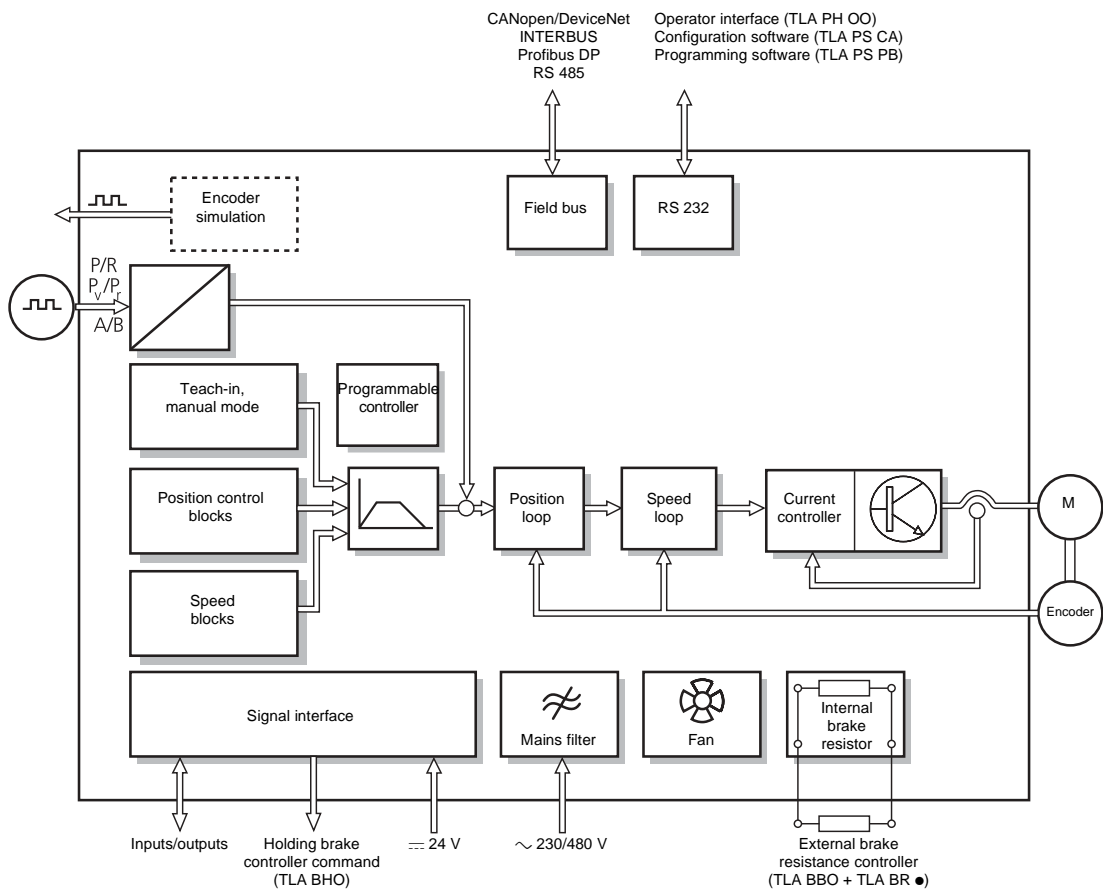 CANopen/DeviceNet
INTERBUS
Profibus DP
RS 485
Operator interface (TLA PH OO)
Configuration software (TLA PS CA)
Programming software (TLA PS PB)
Encoder
simulation
Field bus
RS 232
P/R
Pv/Pr
A/B
Teach-in,
manual mode
Programmable
controller
Position control
blocks
Position
loop
Speed
loop
Current
controller
M
Speed
blocks
Encoder
Signal interface
Mains filter
Fan
Internal
brake
resistor
Inputs/outputs
Holding brake
controller command
(TLA BHO)
⎓ 24 V
~ 230/480 V
External brake
resistance controller
(TLA BBO + TLA BR ●)